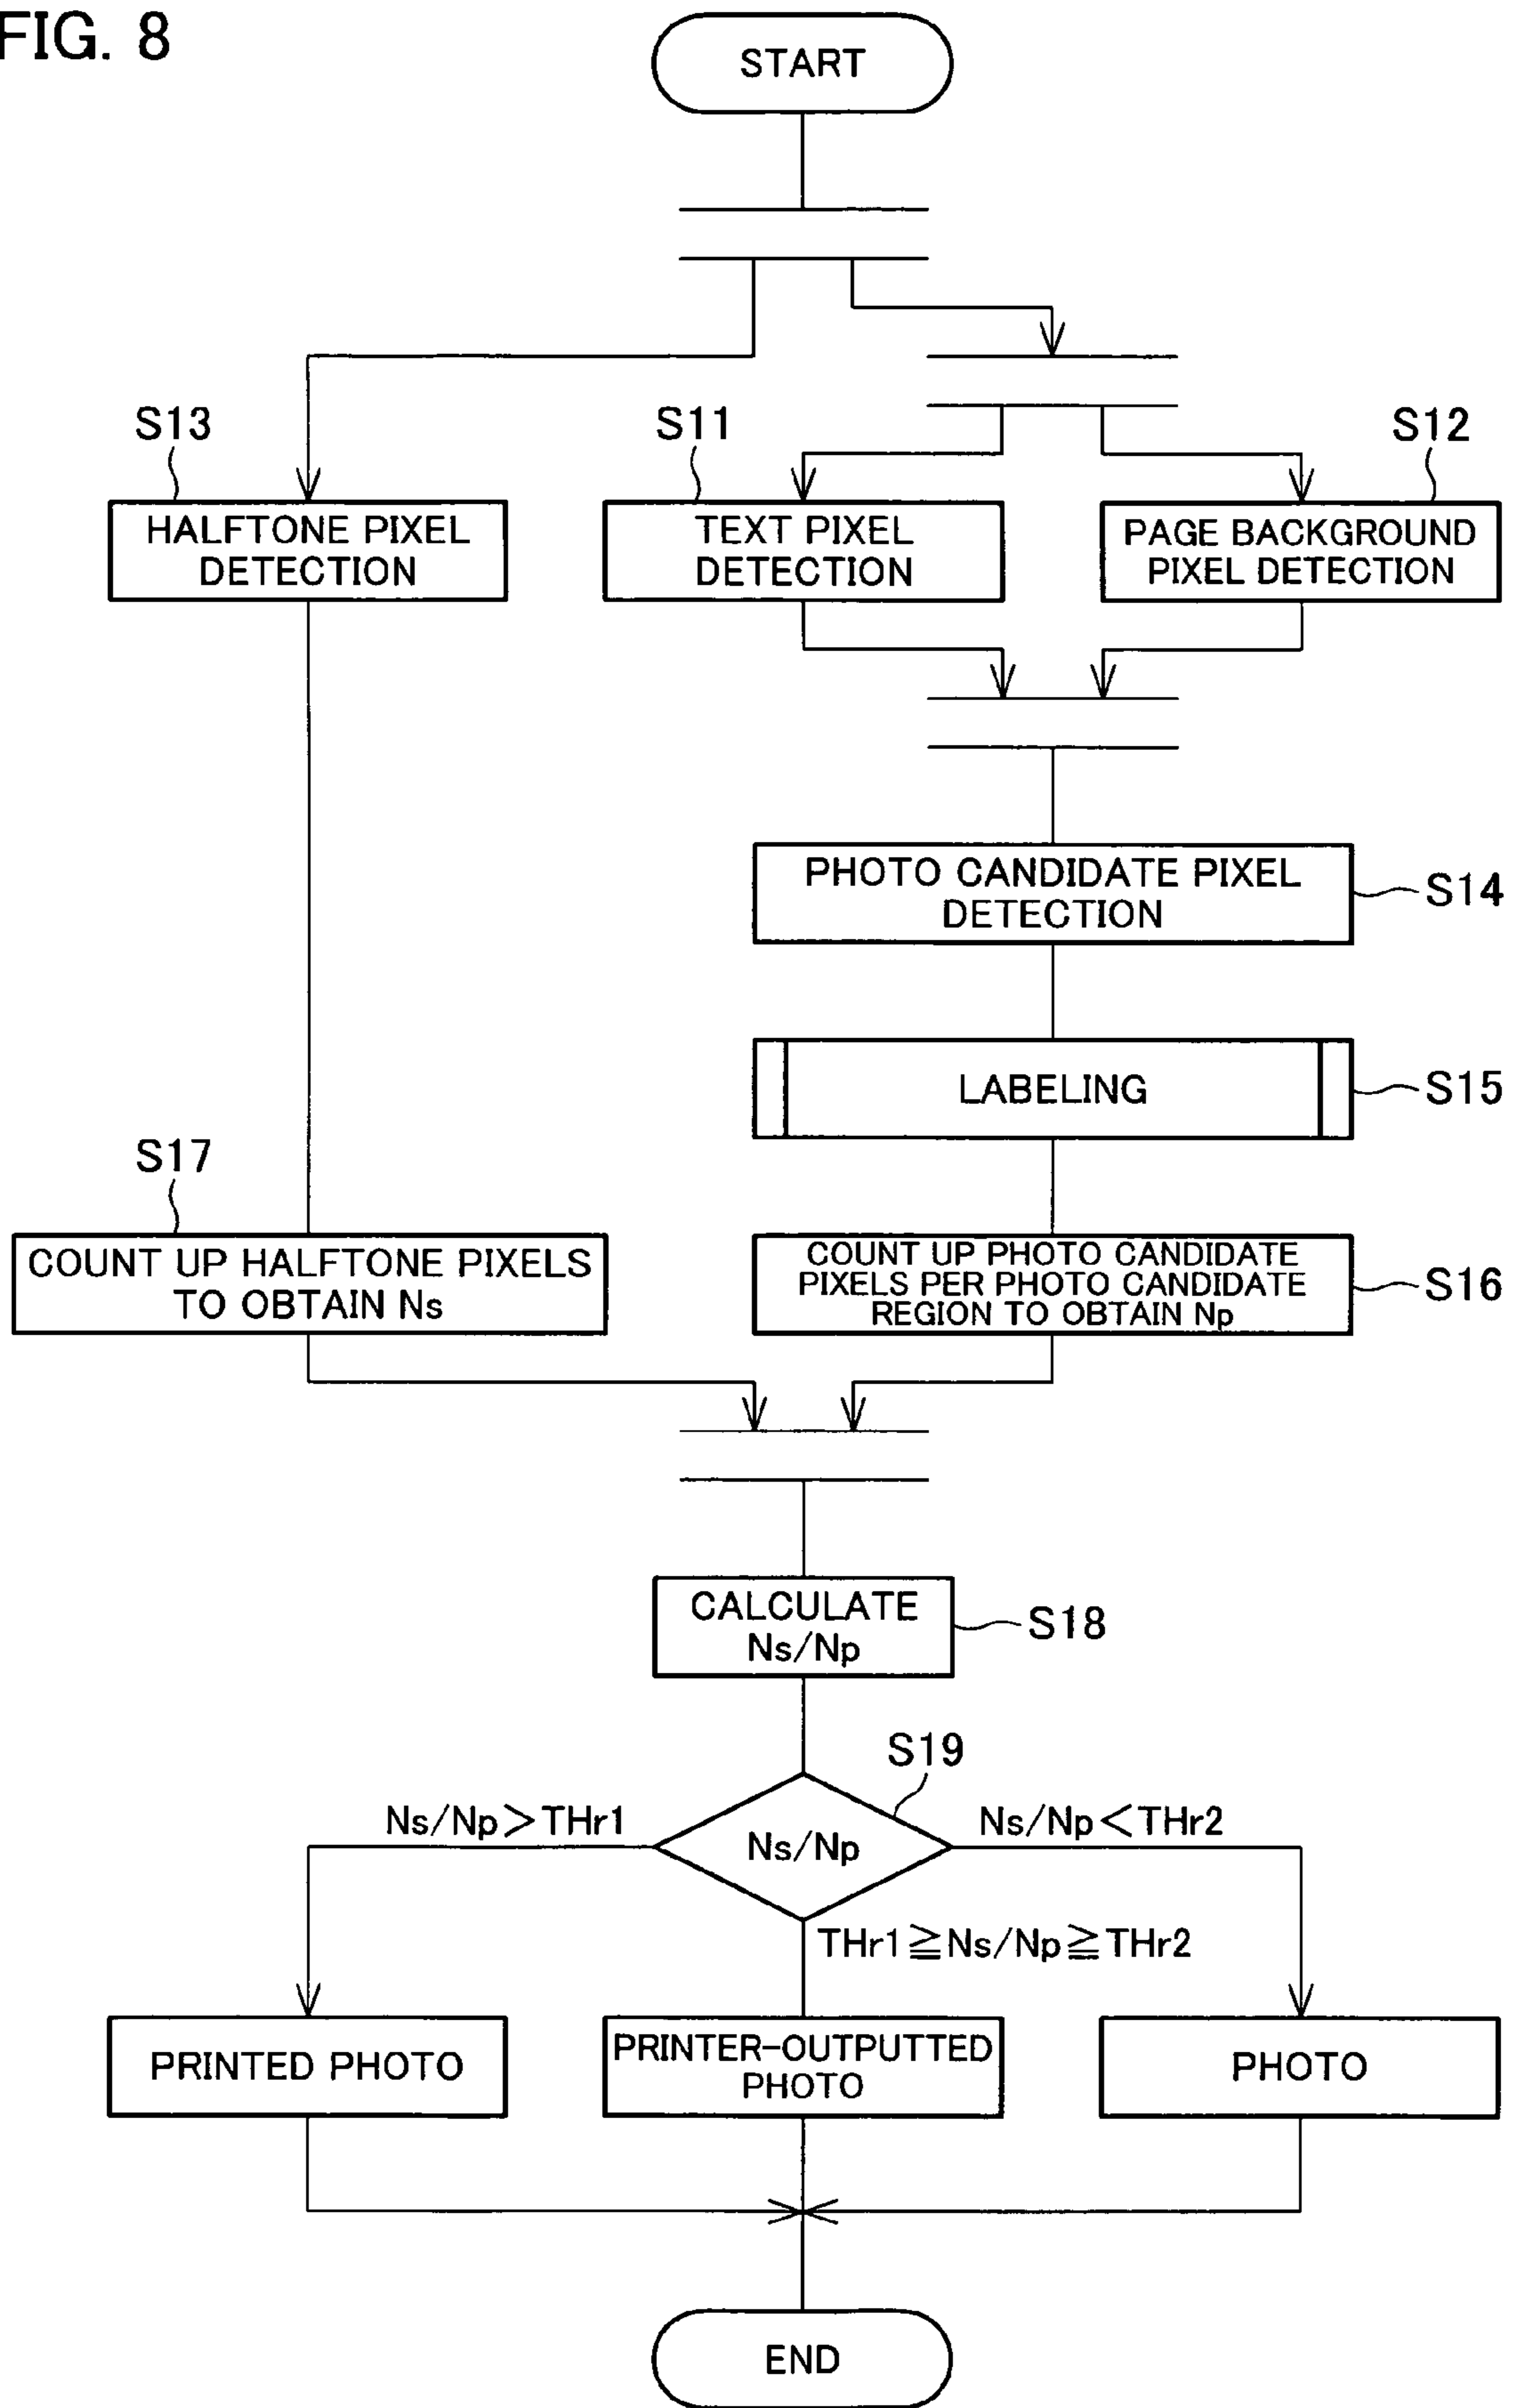 FIG. 8
START
S13
S11
S12
HALFTONE PIXEL
DETECTION
TEXT PIXEL
DETECTION
PAGE BACKGROUND
PIXEL DETECTION
PHOTO CANDIDATE PIXEL
DETECTION
S14
LABELING
S15
S17
COUNT UP HALFTONE PIXELS
TO OBTAIN Ns
COUNT UP PHOTO CANDIDATE
PIXELS PER PHOTO CANDIDATE
REGION TO OBTAIN Np
S16
CALCULATE
Ns/Np
S18
S19
Ns/Np>THr1
Ns/Np
Ns/Np<THr2
THr1≧Ns/Np≧THr2
PRINTED PHOTO
PRINTER-OUTPUTTED
PHOTO
PHOTO
END